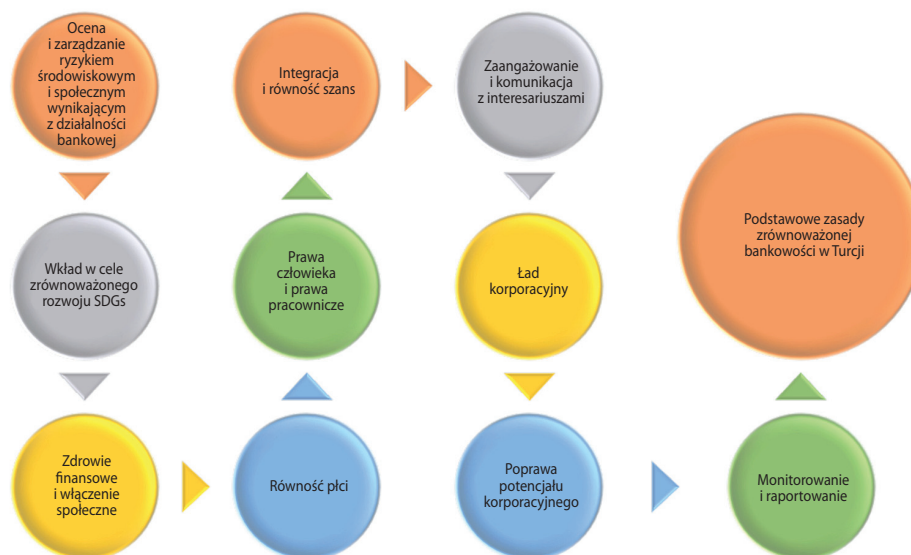 Ocena
i zarządzanie
ryzykiem
środowiskowym
i społecznym
wynikającym
z działalności
bankowej
Wkład w cele
zrównoważonego
rozwoju SDGs
Zdrowie
finansowe
i włączenie
społeczne
Równość płci
Prawa
człowieka
i prawa
pracownicze
Integracja
i równość szans
Zaangażowanie
i komunikacja
z interesariuszami
Ład
korporacyjny
Poprawa
potencjału
korporacyjnego
Monitorowanie
i raportowanie
Podstawowe zasady
zrównoważonej
bankowości w Turcji